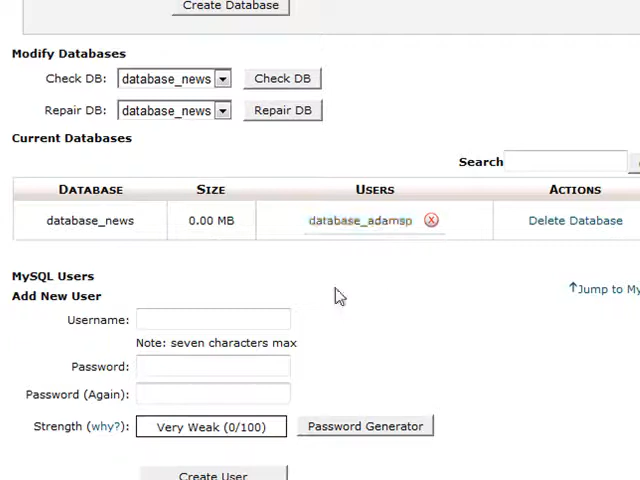 Create Database
Modify Databases
Check DB: database_news Check DB
Repair DB: database_news Repair DB
Current Databases
Search
DATABASE SIZE USERS ACTIONS
database_news 0.00 MB database_adamsp Delete Database
MySQL Users
Jump to My
Add New User
Username:
Note: seven characters max
Password:
Password (Again):
Strength (why?): Very Weak (0/100) Password Generator
Create User